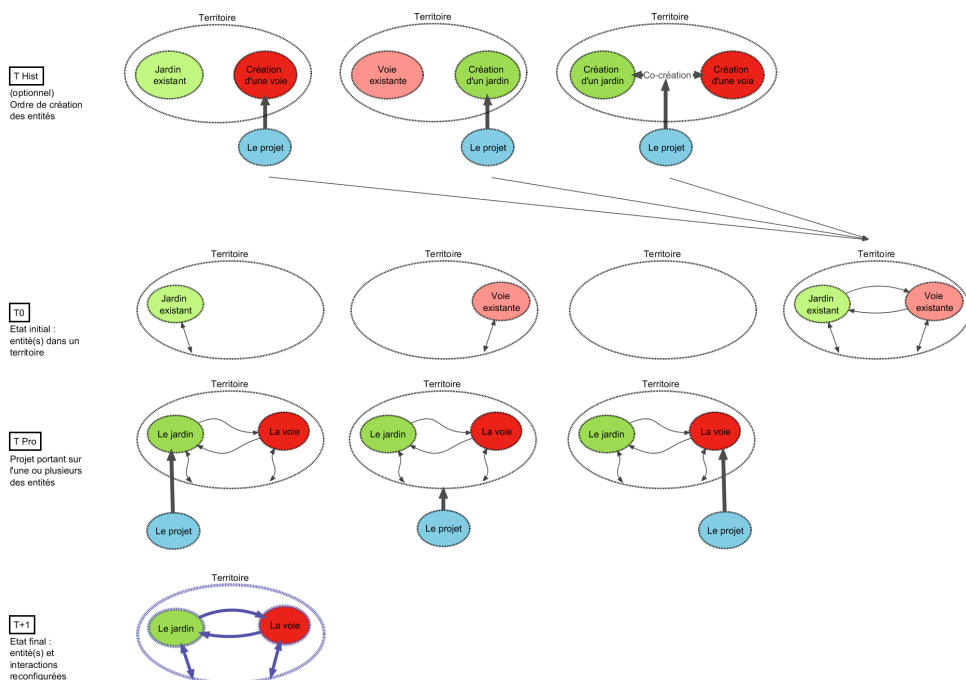 Territoire
Territoire
Territoire
T Hist
(optionnel)
Ordre de création
des entités
Jardin
existant
Création
d'une voie
Voie
existante
Création
d'un jardin
Création
d'un jardin
Co-création
Création
d'une voie
Le projet
Le projet
Le projet
Territoire
Territoire
Territoire
Territoire
T0
Etat initial :
entité(s) dans un
territoire
Jardin
existant
Voie
existante
Jardin
existant
Voie
existante
Territoire
Territoire
Territoire
T Pro
Projet portant sur
l'une ou plusieurs
des entités
Le jardin
La voie
Le jardin
La voie
Le jardin
La voie
Le projet
Le projet
Le projet
Territoire
T+1
Etat final :
entité(s) et
interactions
reconfigurées
Le jardin
La voie